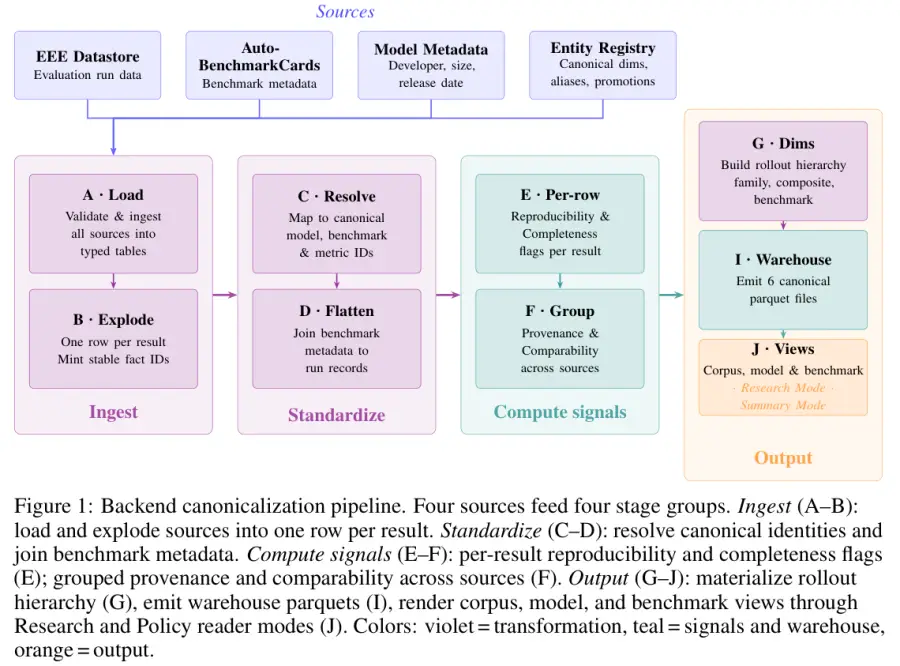 Sources
EEE Datastore
Evaluation run data
Auto-
BenchmarkCards
Benchmark metadata
Model Metadata
Developer, size,
release date
Entity Registry
Canonical dims,
aliases, promotions
A · Load
Validate & ingest
all sources into
typed tables
B · Explode
One row per result
Mint stable fact IDs
Ingest
C · Resolve
Map to canonical
model, benchmark
& metric IDs
D · Flatten
Join benchmark
metadata to
run records
Standardize
E · Per-row
Reproducibility &
Completeness
flags per result
F · Group
Provenance &
Comparability
across sources
Compute signals
G · Dims
Build rollout hierarchy
family, composite,
benchmark
I · Warehouse
Emit 6 canonical
parquet files
J · Views
Corpus, model & benchmark
· Research Mode ·
Summary Mode
Output
Figure 1: Backend canonicalization pipeline. Four sources feed four stage groups. Ingest (A–B):
load and explode sources into one row per result. Standardize (C–D): resolve canonical identities and
join benchmark metadata. Compute signals (E–F): per-result reproducibility and completeness flags
(E); grouped provenance and comparability across sources (F). Output (G–J): materialize rollout
hierarchy (G), emit warehouse parquets (I), render corpus, model, and benchmark views through
Research and Policy reader modes (J). Colors: violet = transformation, teal = signals and warehouse,
orange = output.